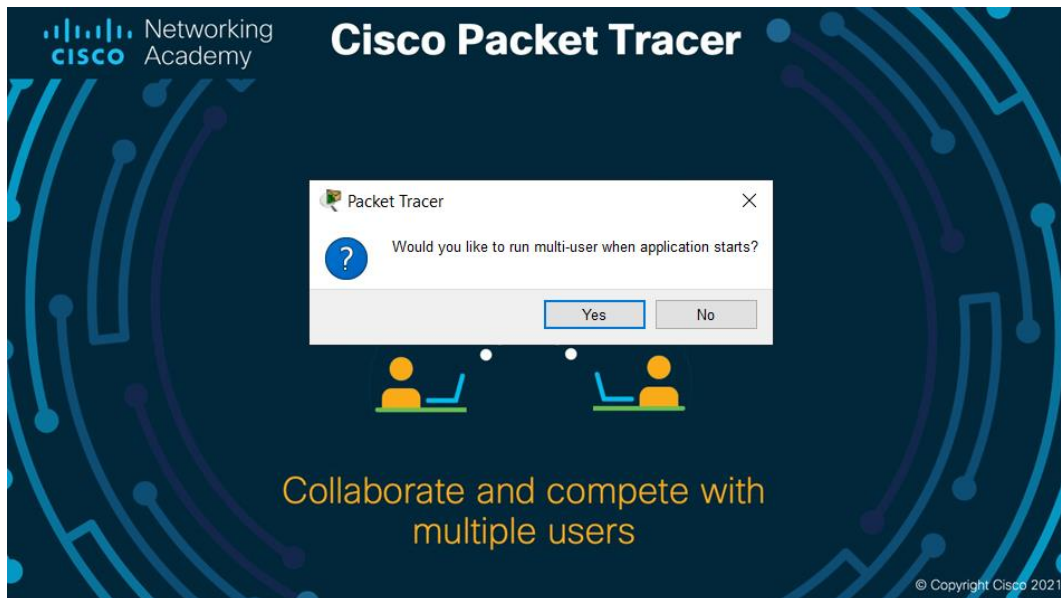 Networking
CISCO Academy
Cisco Packet Tracer
Packet Tracer
?
Would you like to run multi-user when application starts?
Yes
No
Collaborate and compete with
multiple users
© Copyright Cisco 2021